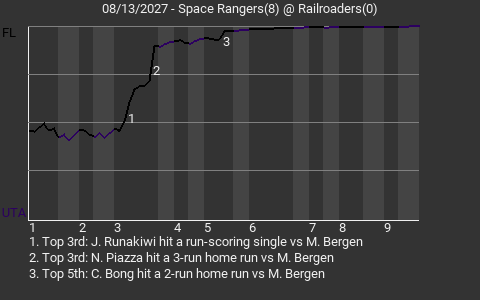 08/13/2027 - Space Rangers(8) @ Railroaders(0)
FL
3
2
1
UTA
1 2 3 4 5 6 7 8 9
1. Top 3rd: J. Runakiwi hit a run-scoring single vs M. Bergen
2. Top 3rd: N. Piazza hit a 3-run home run vs M. Bergen
3. Top 5th: C. Bong hit a 2-run home run vs M. Bergen